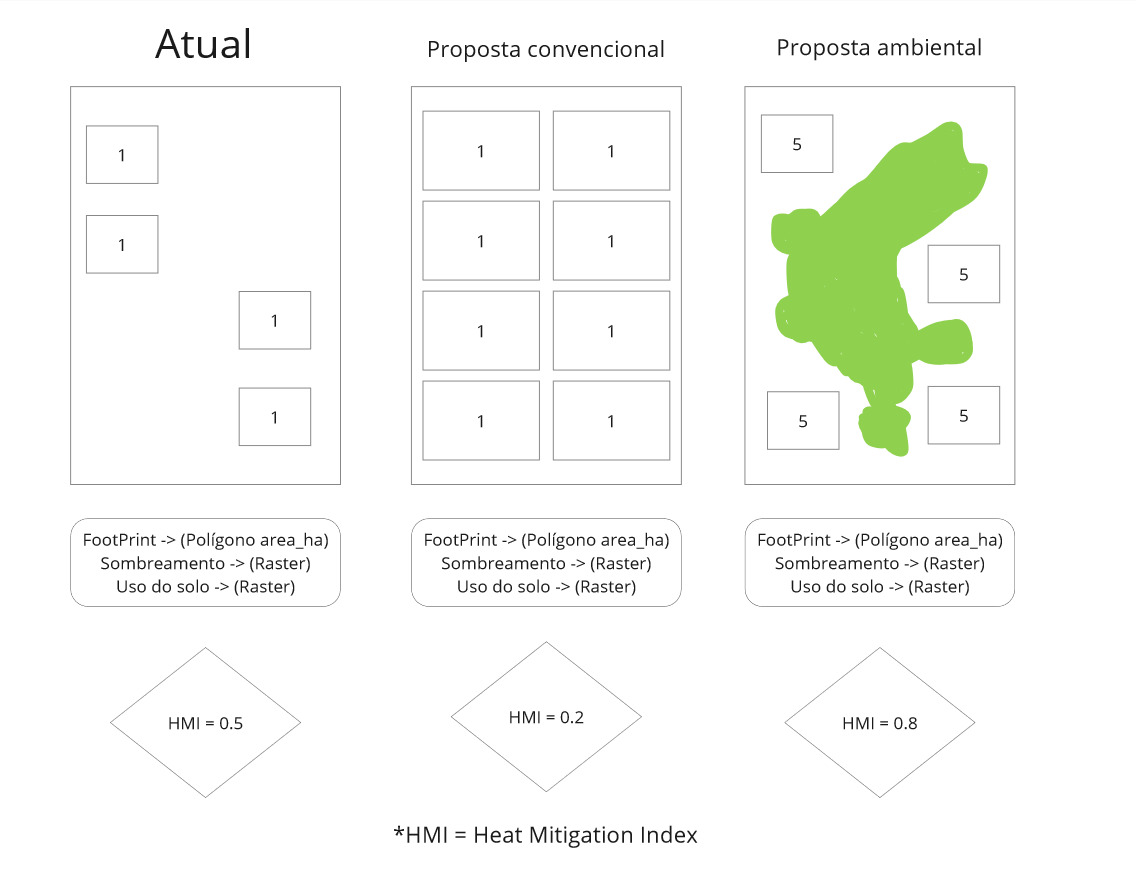 Atual
Proposta convencional
Proposta ambiental
1
1
1
1
1
1
1
1
1
1
1
1
5
5
5
5
FootPrint -> (Polígono area_ha)
Sombreamento -> (Raster)
Uso do solo -> (Raster)
FootPrint -> (Polígono area_ha)
Sombreamento -> (Raster)
Uso do solo -> (Raster)
FootPrint -> (Polígono area_ha)
Sombreamento -> (Raster)
Uso do solo -> (Raster)
HMI = 0.5
HMI = 0.2
HMI = 0.8
*HMI = Heat Mitigation Index